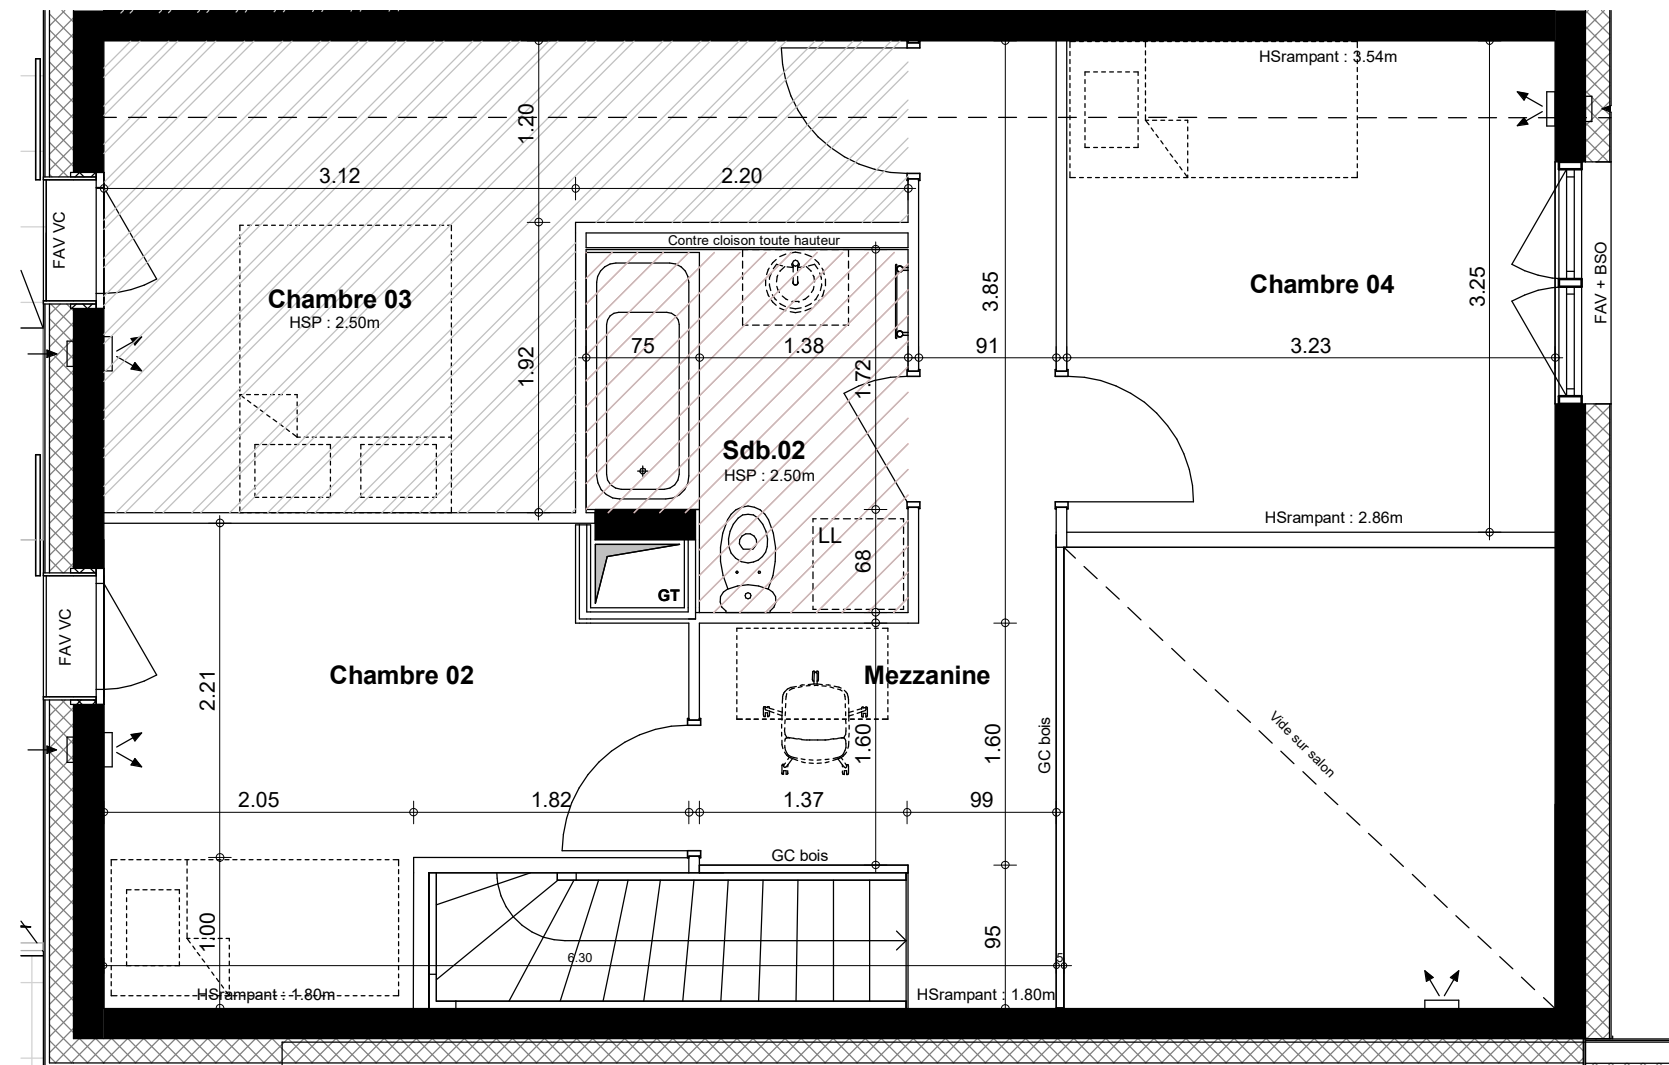 HSrampant : 3.54m
1.20
3.12
2.20
FAV VC
Contre cloison toute hauteur
Chambre 03
HSP : 2.50m
3.85
Chambre 04
3.25
FAV + BSO
1.92
75
1.38
1.72
91
3.23
Sdb.02
HSP : 2.50m
LL
68
HSrampant : 2.86m
GT
FAV VC
Chambre 02
Mezzanine
2.21
1.60
1.60
GC bois
Vide sur salon
2.05
1.82
1.37
99
GC bois
1.00
95
6.30
5
HSrampant : 1.80m
HSrampant : 1.80m